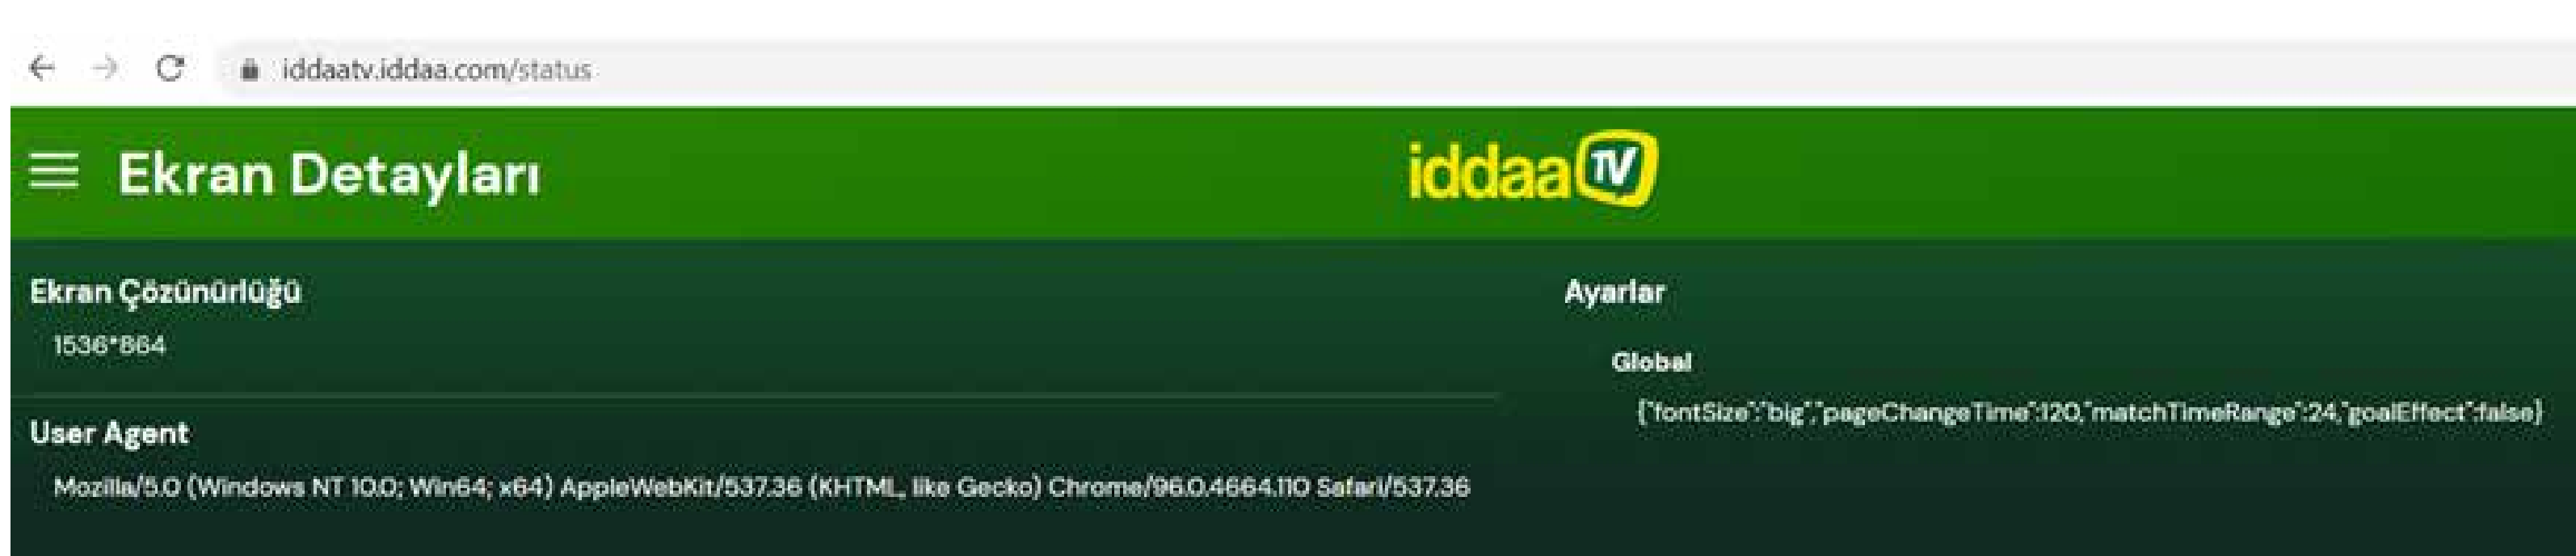 iddaatv.iddaa.com/status
Ekran Detayları
iddaa TV
Ekran Çözünürlüğü
1536*864
User Agent
Mozilla/5.0 (Windows NT 10.0; Win64; x64) AppleWebKit/537.36 (KHTML, like Gecko) Chrome/96.0.4664.110 Safari/537.36
Ayarlar
Global
{"fontSize":"big","pageChangeTime":120,"matchTimeRange":24,"goalEffect":false}